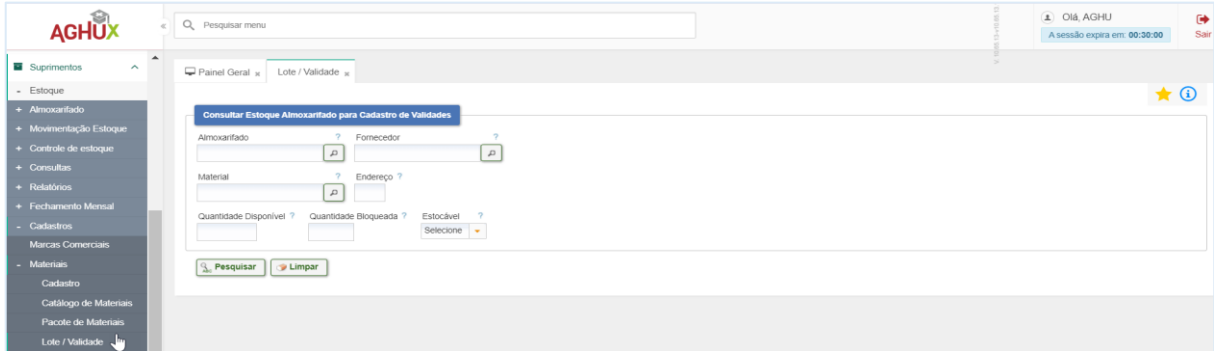 AGHUX
«
Pesquisar menu
Olá, AGHU
A sessão expira em: 00:30:00
Sair
Suprimentos
- Estoque
+ Almoxarifado
+ Movimentação Estoque
+ Controle de estoque
+ Consultas
+ Relatórios
+ Fechamento Mensal
- Cadastros
Marcas Comerciais
- Materiais
Cadastro
Catálogo de Materiais
Pacote de Materiais
Lote / Validade
Painel Geral x Lote / Validade x
Consultar Estoque Almoxarifado para Cadastro de Validades
Almoxarifado ? Fornecedor ?
Material ? Endereço ?
Quantidade Disponível ? Quantidade Bloqueada ? Estocável ?
Selecione
Pesquisar Limpar